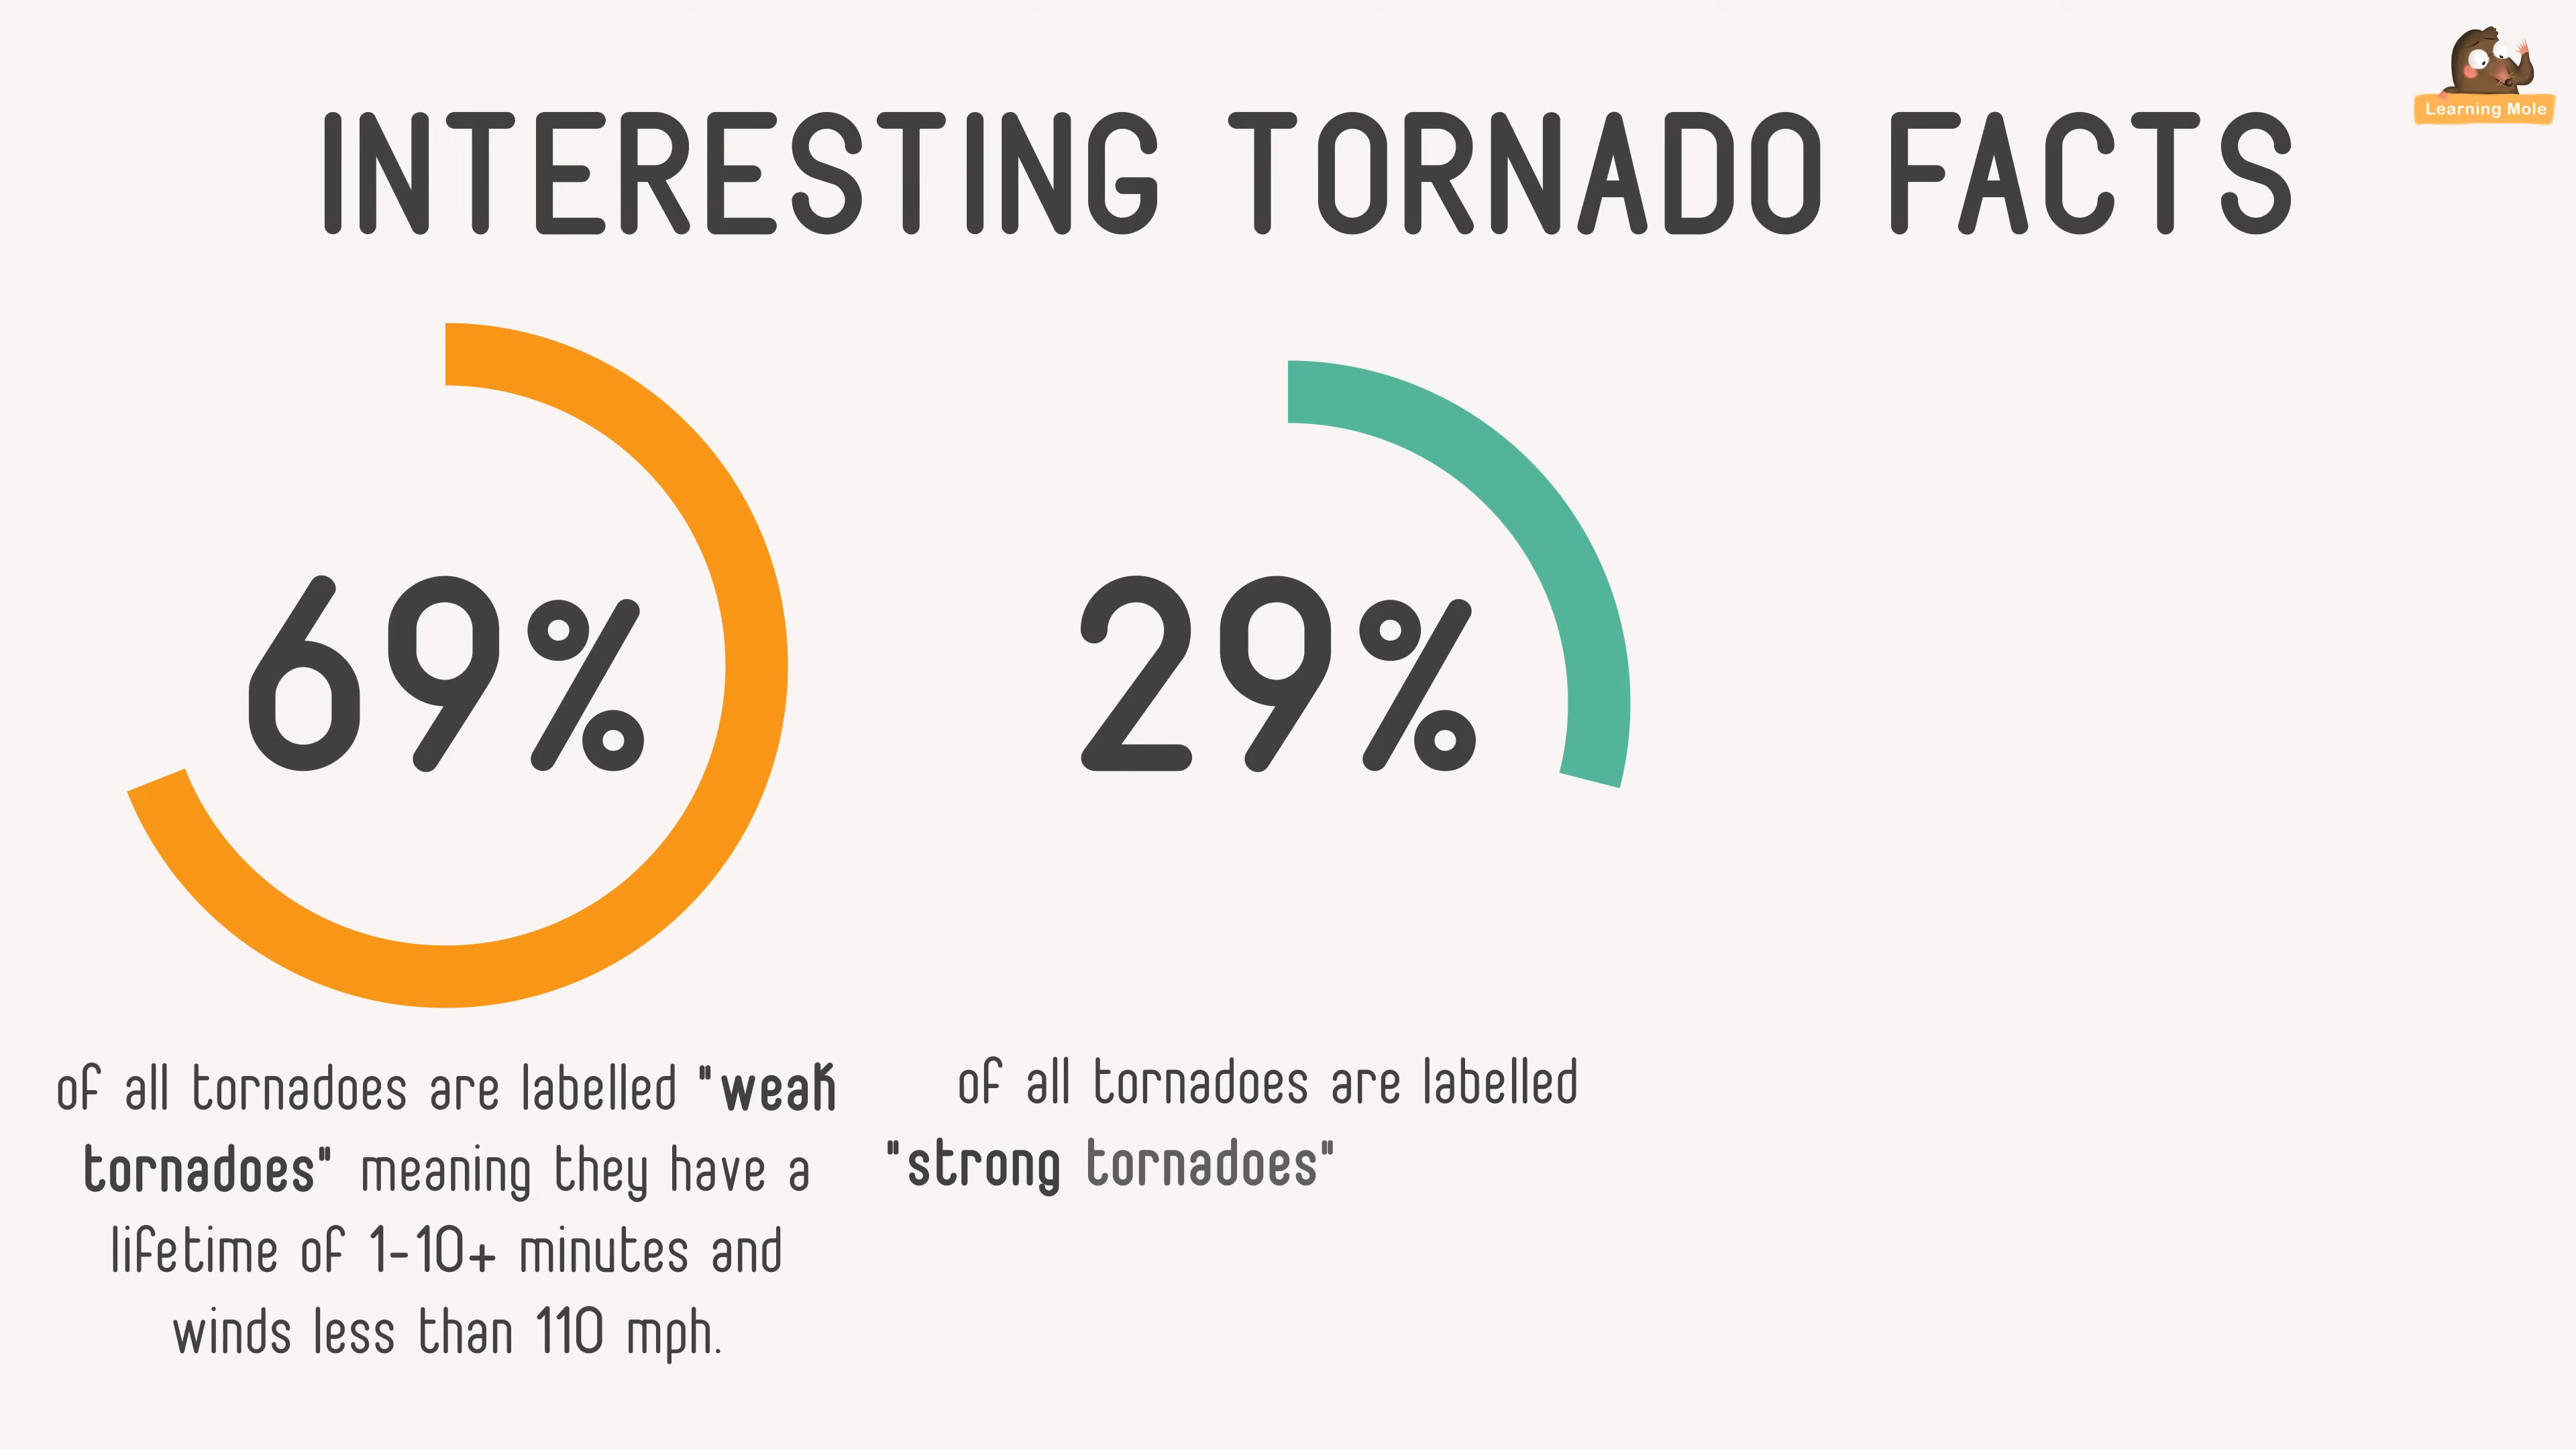 Learning Mole
INTERESTING TORNADO FACTS
69%
of all tornadoes are labelled "weak
tornadoes" meaning they have a
lifetime of 1-10+ minutes and
winds less than 110 mph.
29%
of all tornadoes are labelled
"strong tornadoes"